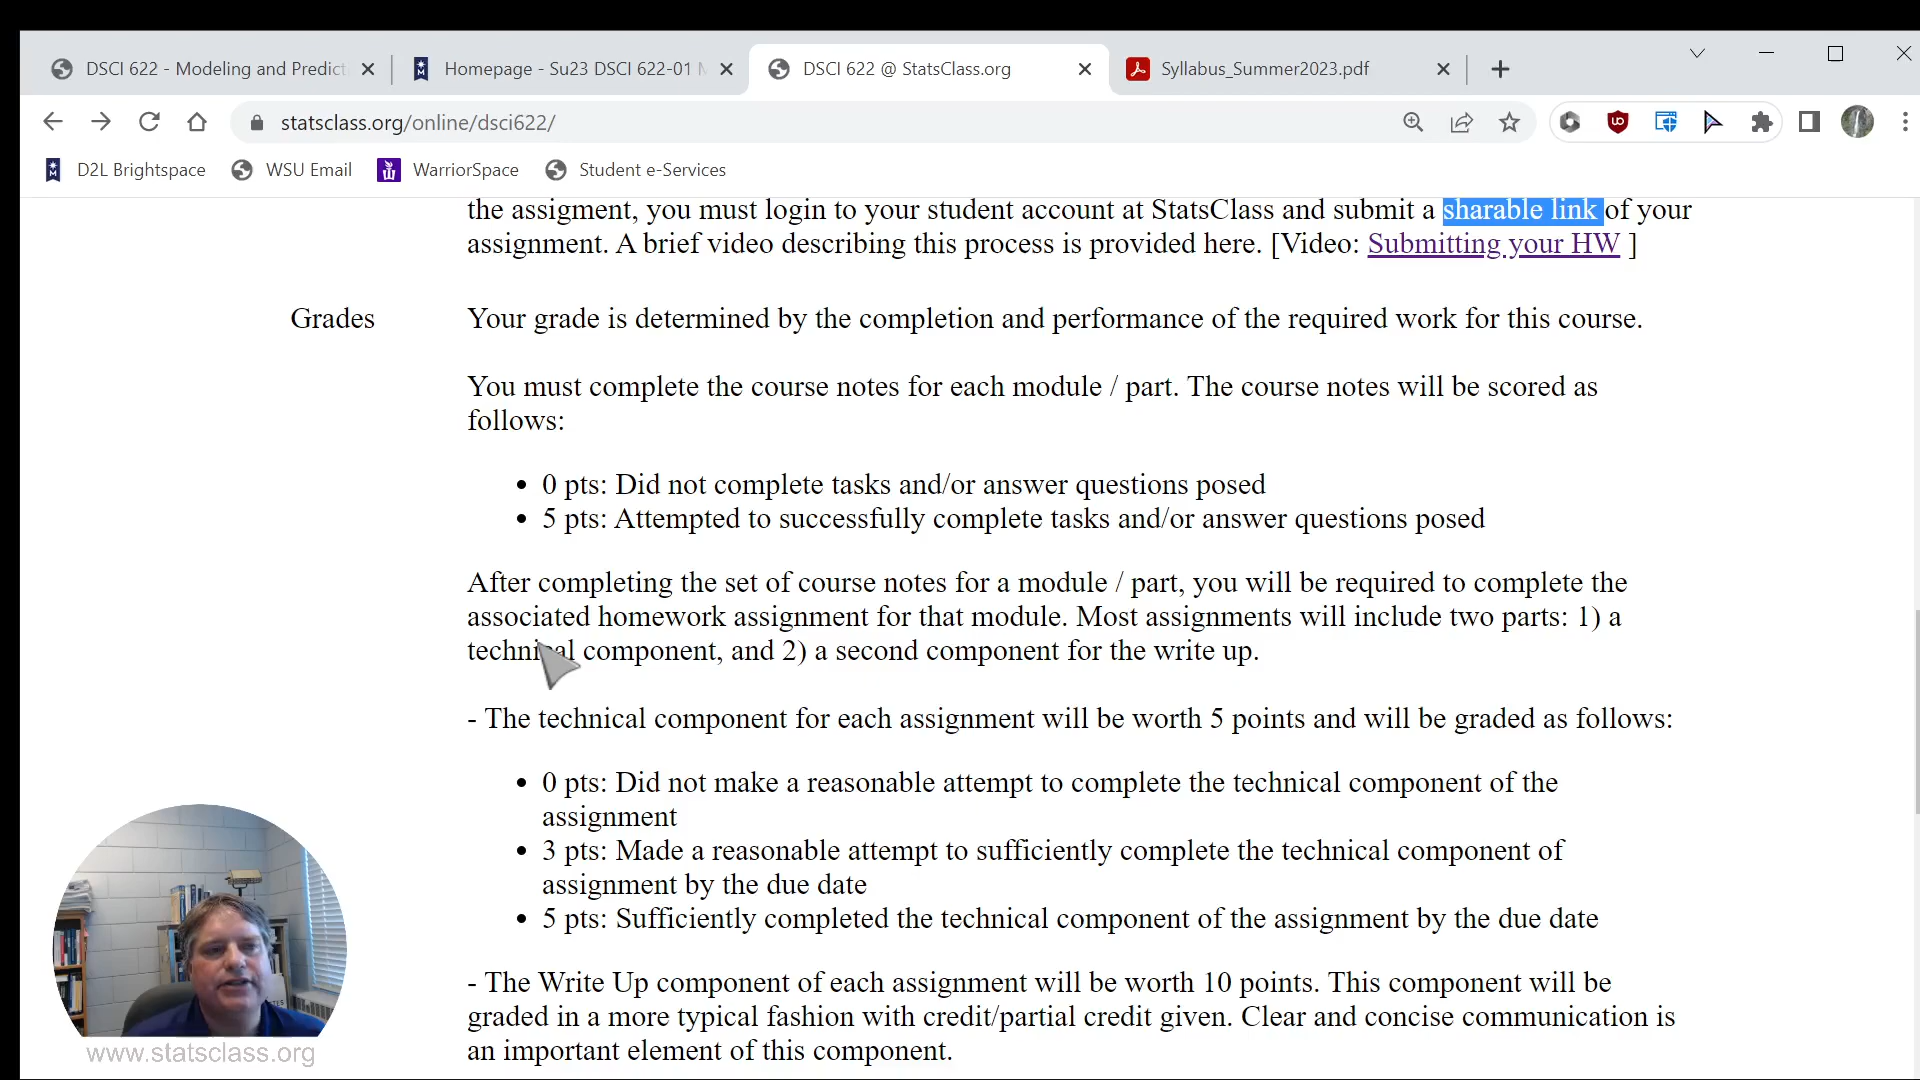 DSCI 622 - Modeling and Predict
Homepage - Su23 DSCI 622-01 M
DSCI 622 @ StatsClass.org
Syllabus_Summer2023.pdf
statsclass.org/online/dsci622/
D2L Brightspace
WSU Email
WarriorSpace
Student e-Services
the assigment, you must login to your student account at StatsClass and submit a sharable link of your
assignment. A brief video describing this process is provided here. [Video: Submitting your HW ]
Grades
Your grade is determined by the completion and performance of the required work for this course.
You must complete the course notes for each module / part. The course notes will be scored as
follows:
• 0 pts: Did not complete tasks and/or answer questions posed
• 5 pts: Attempted to successfully complete tasks and/or answer questions posed
After completing the set of course notes for a module / part, you will be required to complete the
associated homework assignment for that module. Most assignments will include two parts: 1) a
technical component, and 2) a second component for the write up.
- The technical component for each assignment will be worth 5 points and will be graded as follows:
• 0 pts: Did not make a reasonable attempt to complete the technical component of the
assignment
• 3 pts: Made a reasonable attempt to sufficiently complete the technical component of
assignment by the due date
• 5 pts: Sufficiently completed the technical component of the assignment by the due date
- The Write Up component of each assignment will be worth 10 points. This component will be
graded in a more typical fashion with credit/partial credit given. Clear and concise communication is
an important element of this component.
www.statsclass.org